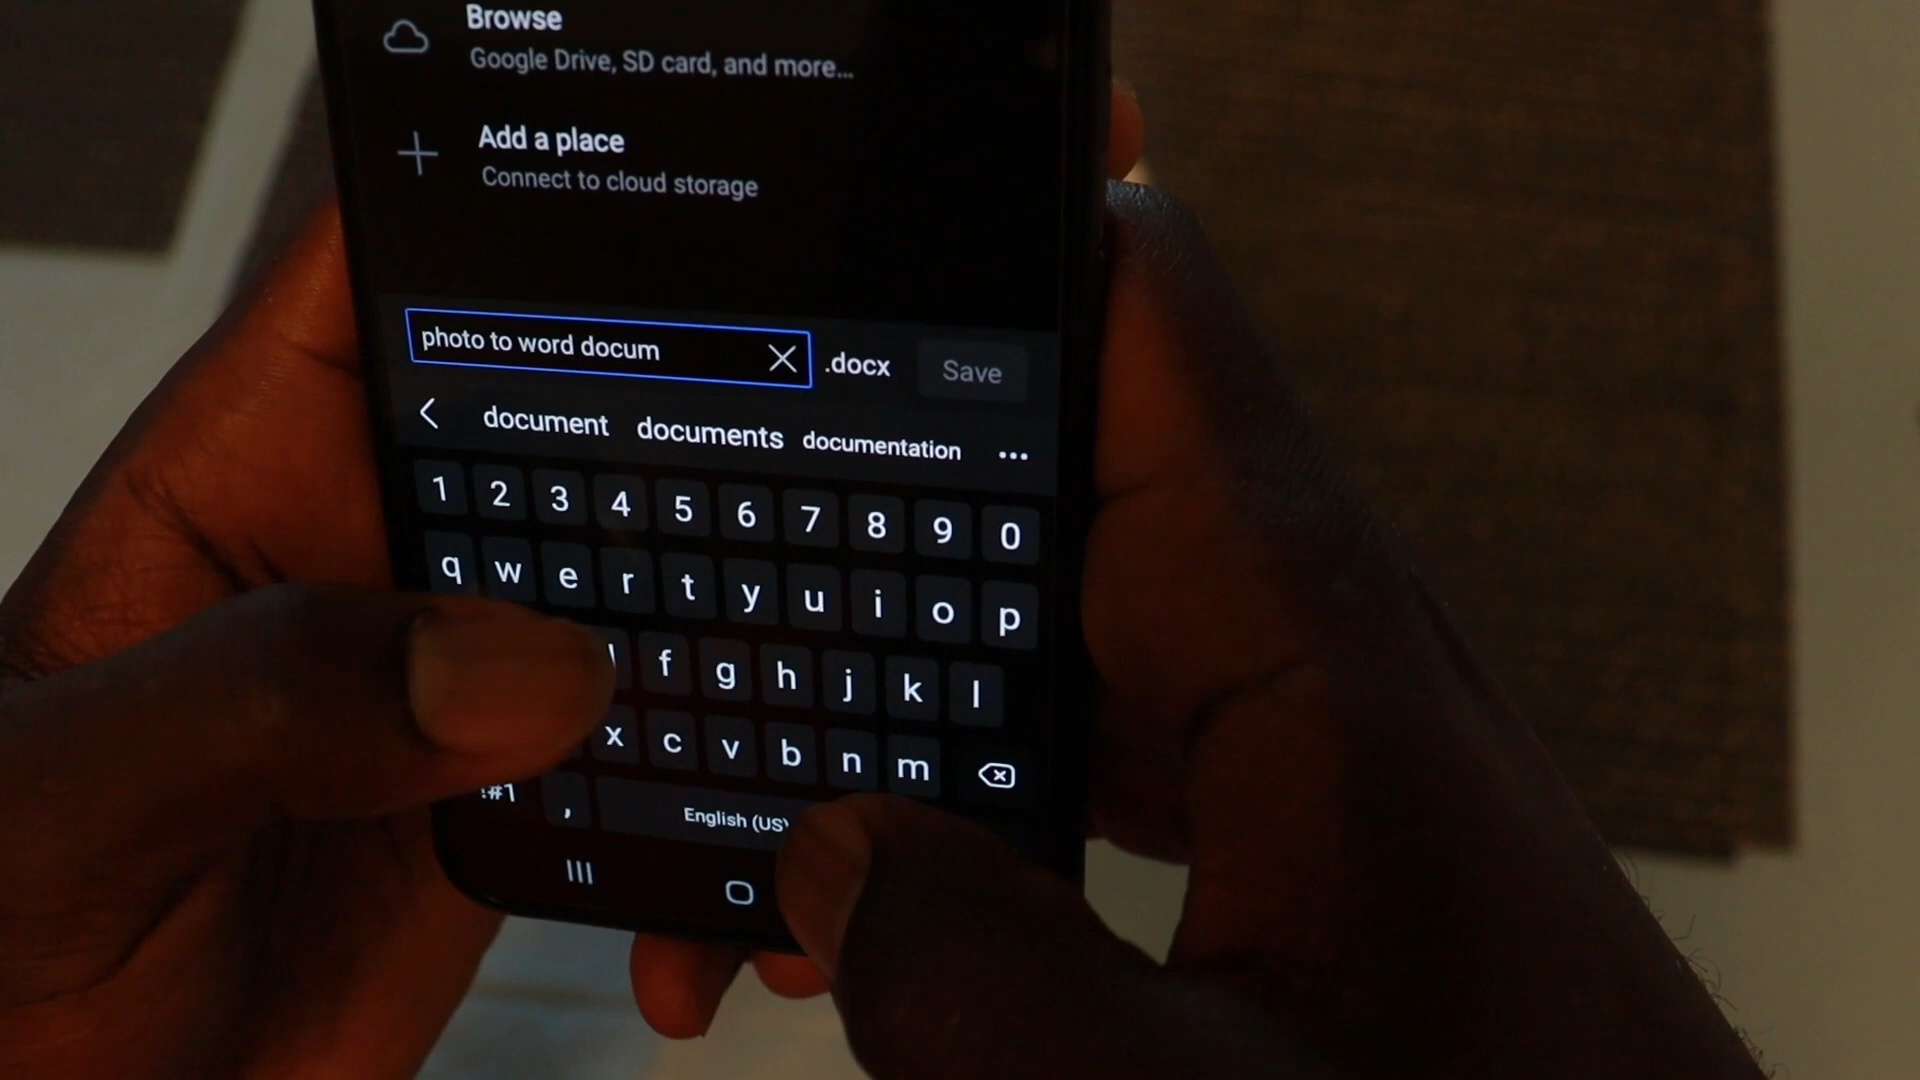 Browse
Google Drive, SD card, and more...
Add a place
Connect to cloud storage
photo to word docum .docx Save
document documents documentation ...
1 2 3 4 5 6 7 8 9 0
q w e r t y u i o p
f g h j k l
x c v b n m
!#1 , English (US)